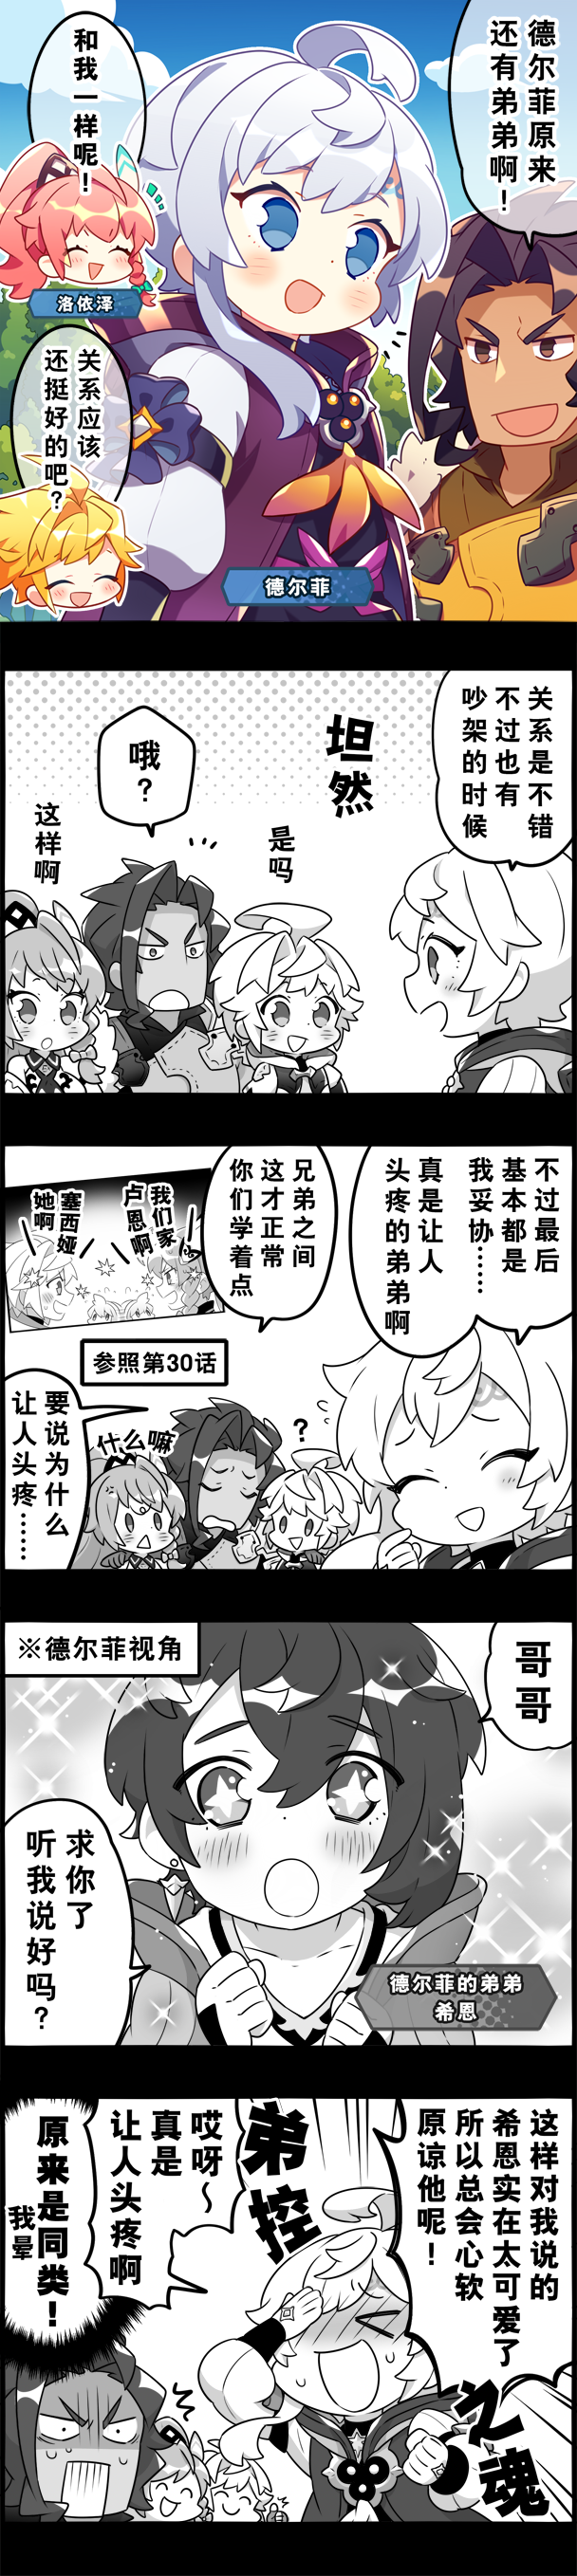 德尔菲原来
还有弟弟啊！
和我一样呢！
洛依泽
关系应该
还挺好的吧？
德尔菲
关系是不错
不过也有
吵架的时候
坦然
哦？
是吗
这样啊
不过最后
基本都是
我妥协……
真是让人
头疼的弟弟啊
兄弟之间
这才正常
你们学着点
我们家
卢恩啊
塞西娅
她啊
参照第30话
？
什么嘛
要说为什么
让人头疼……
※德尔菲视角
哥哥
求你了
听我说好吗？
德尔菲的弟弟
希恩
这样对我说的
希恩实在太可爱了
所以总会心软
原谅他呢！
弟控
之魂
哎呀～
真是
让人头疼啊
原来是同类！
我晕